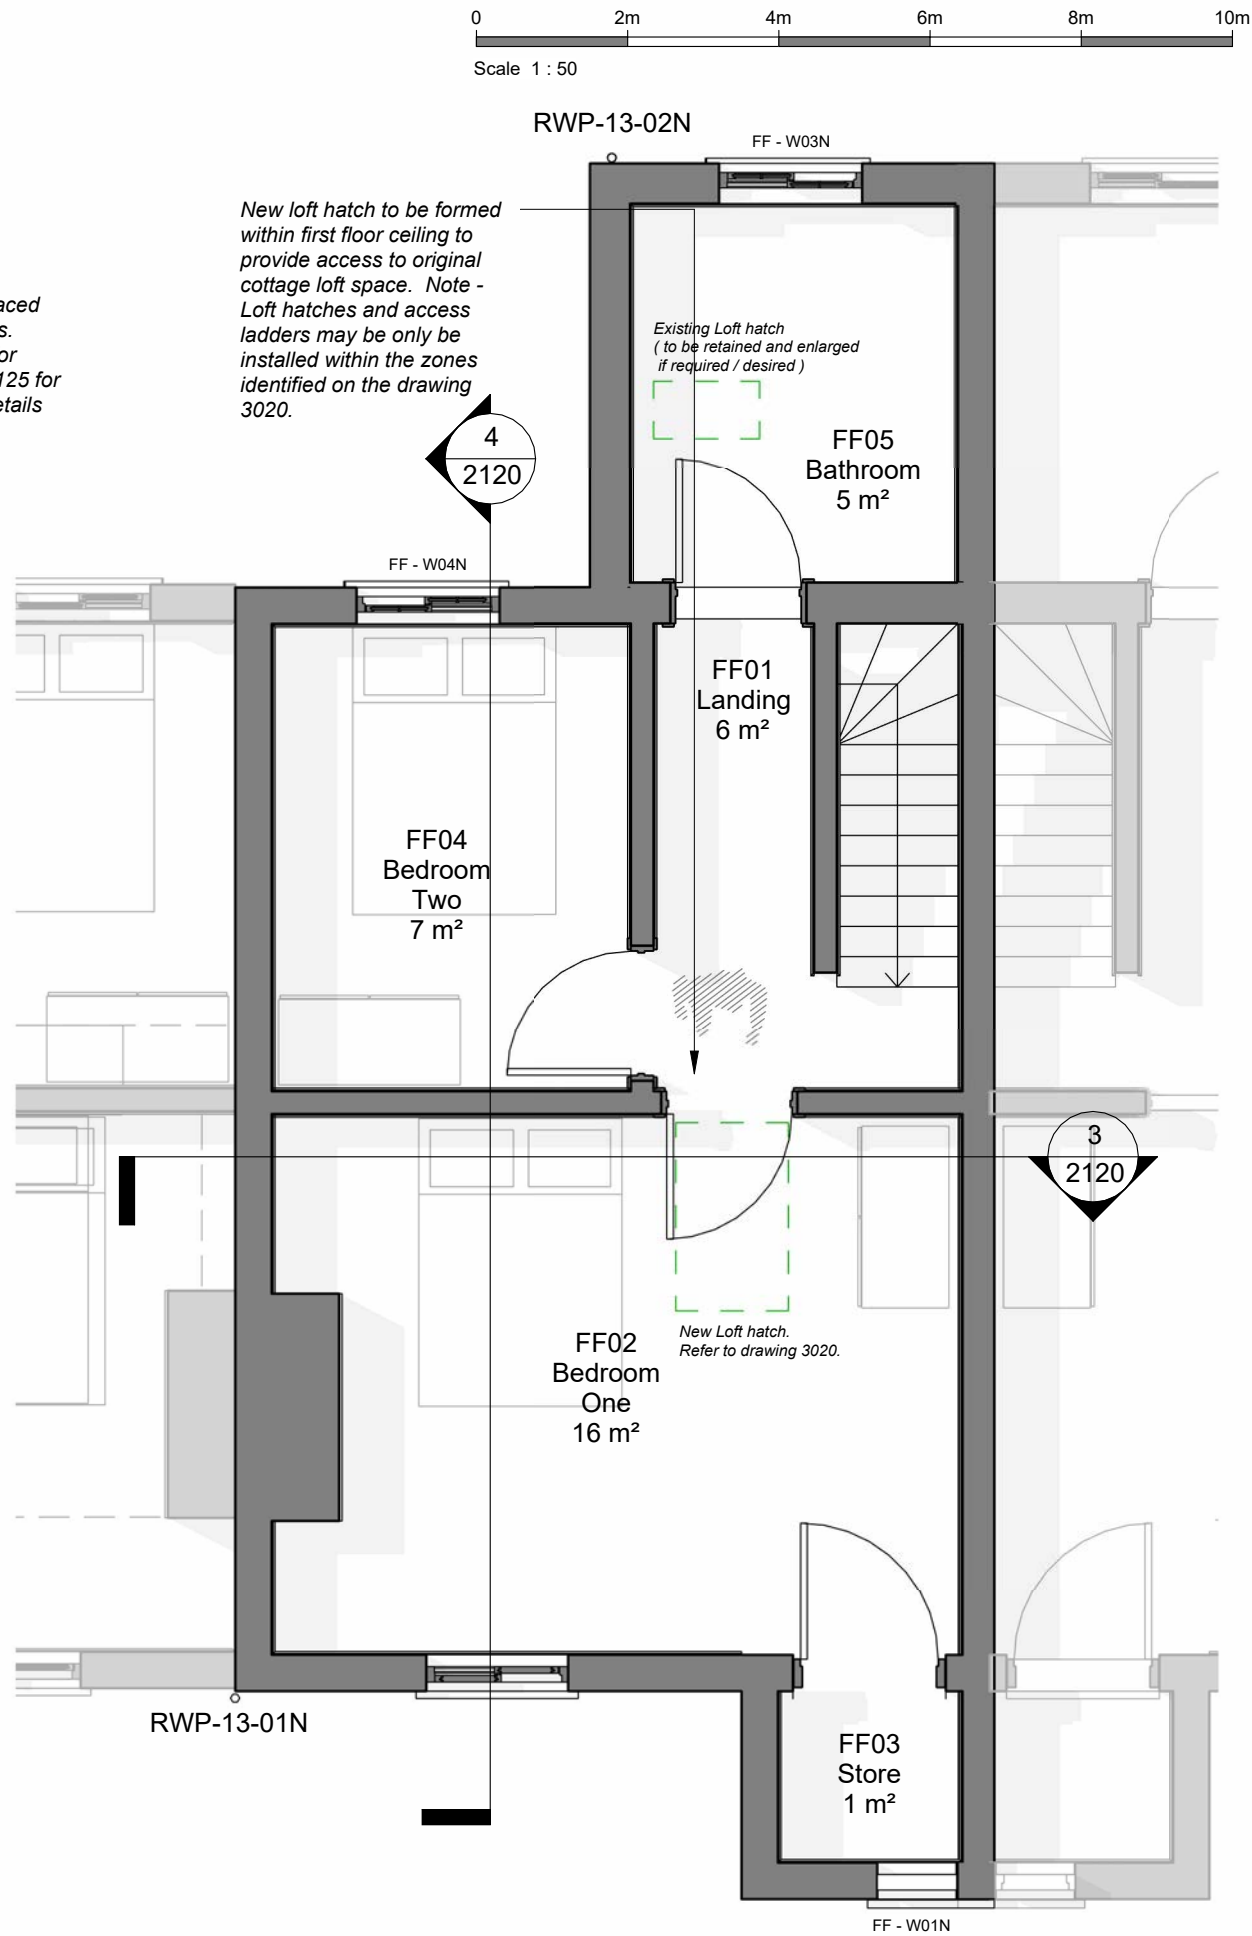 0 2m 4m 6m 8m 10m
Scale 1 : 50
RWP-13-02N
FF - W03N
New loft hatch to be formed
within first floor ceiling to
provide access to original
cottage loft space. Note -
Loft hatches and access
ladders may be only be
installed within the zones
identified on the drawing
3020.
aced
s.
or
125 for
etails
Existing Loft hatch
( to be retained and enlarged
if required / desired )
4
2120
FF05
Bathroom
5 m²
FF - W04N
FF01
Landing
6 m²
FF04
Bedroom
Two
7 m²
3
2120
New Loft hatch.
Refer to drawing 3020.
FF02
Bedroom
One
16 m²
RWP-13-01N
FF03
Store
1 m²
FF - W01N